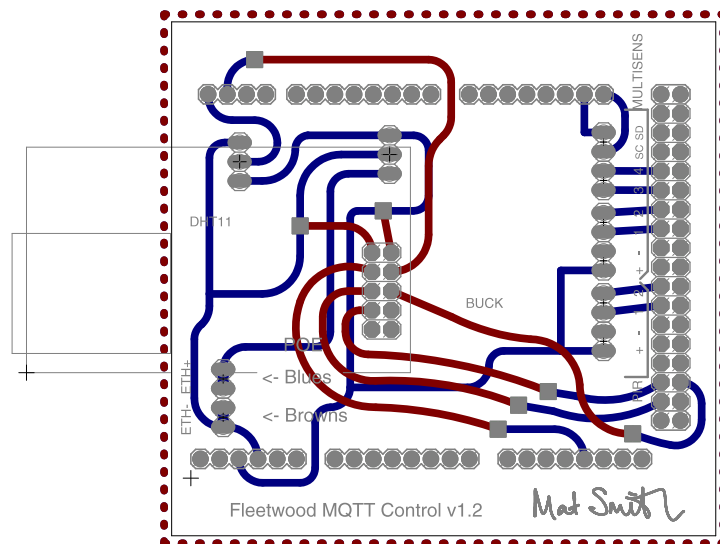 MULTISENS
SC SD
4
3
2
1
-
+
DHT11
BUCK
2
1
-
+
POE
PIR
ETH+
<- Blues
ETH-
<- Browns
Fleetwood MQTT Control v1.2
Mat Smith